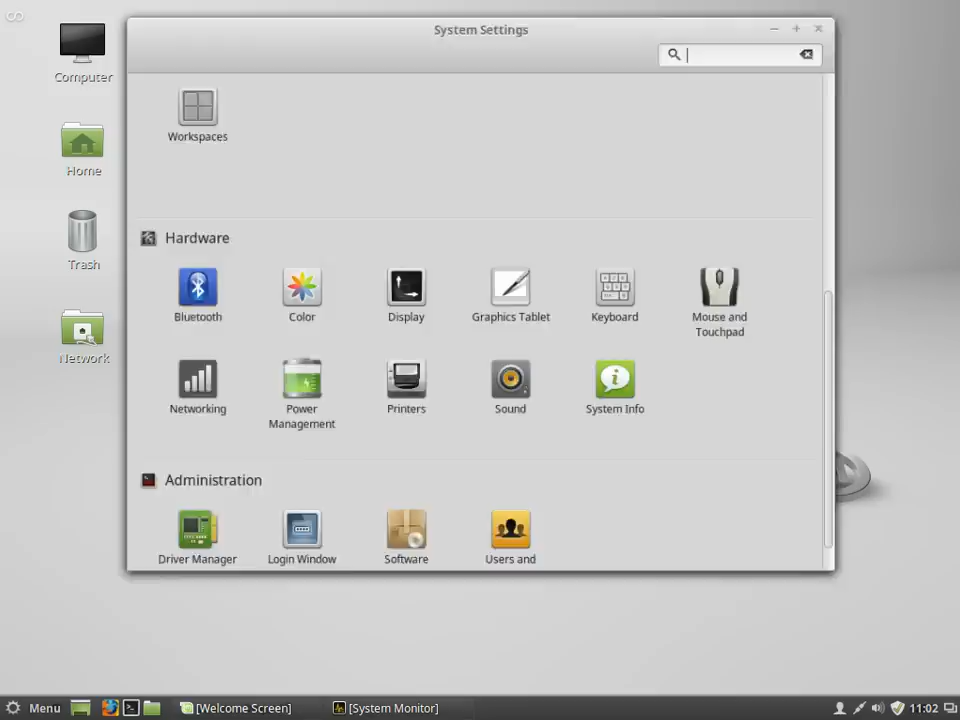 System Settings
Computer
Home
Trash
Network
Workspaces
Hardware
Bluetooth
Color
Display
Graphics Tablet
Keyboard
Mouse and
Touchpad
Networking
Power
Management
Printers
Sound
System Info
Administration
Driver Manager
Login Window
Software
Users and
Menu
[Welcome Screen]
[System Monitor]
11:02